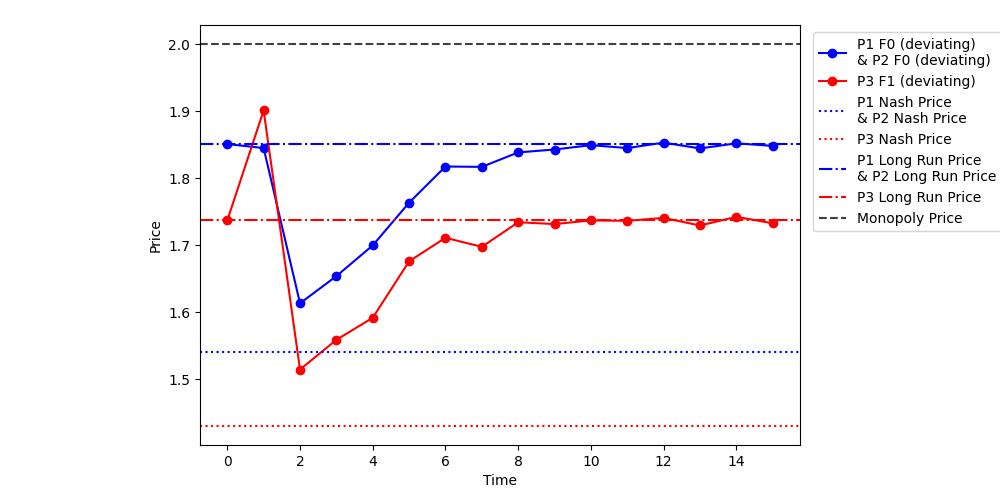 2.0
1.9
1.8
1.7
1.6
1.5
Price
0 2 4 6 8 10 12 14
Time
P1 F0 (deviating)
& P2 F0 (deviating)
P3 F1 (deviating)
P1 Nash Price
& P2 Nash Price
P3 Nash Price
P1 Long Run Price
& P2 Long Run Price
P3 Long Run Price
Monopoly Price